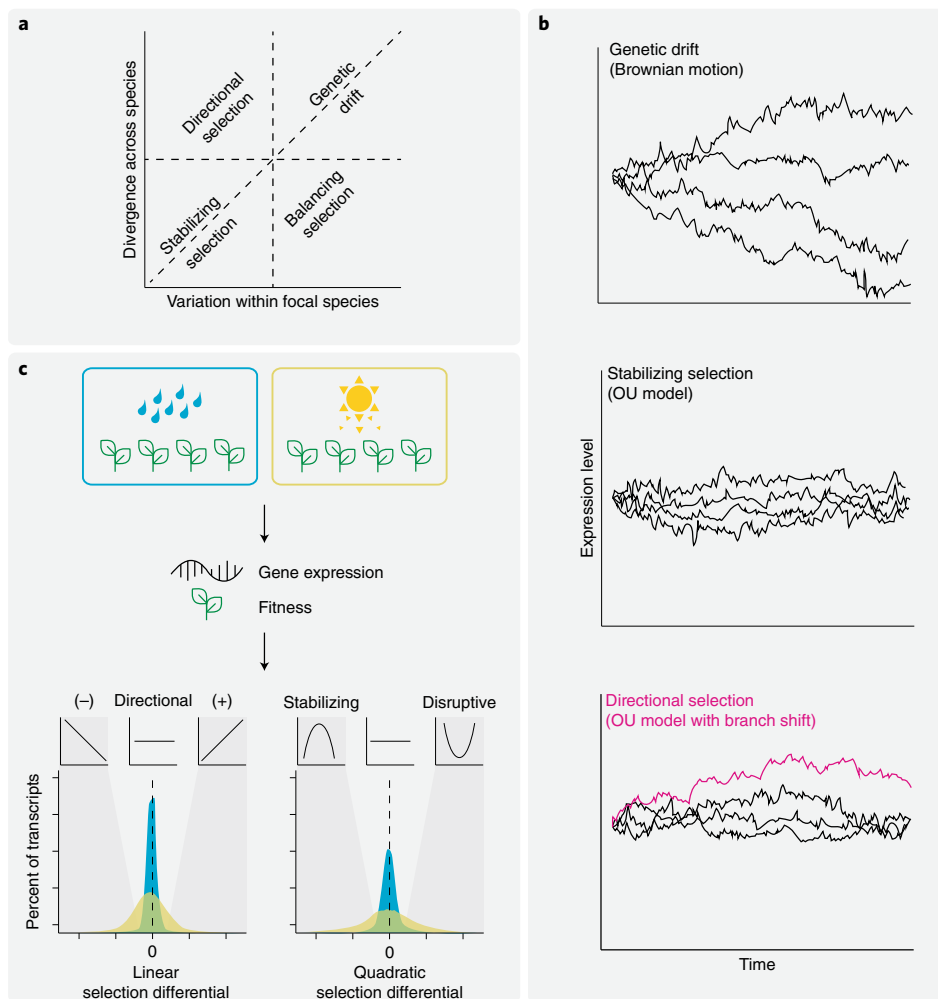 a
Divergence across species
Directional
selection
Genetic
drift
Stabilizing
selection
Balancing
selection
Variation within focal species
b
Genetic drift
(Brownian motion)
Stabilizing selection
(OU model)
Expression level
Directional selection
(OU model with branch shift)
Time
c
Gene expression
Fitness
(–) Directional (+)
Stabilizing Disruptive
Percent of transcripts
0
Linear
selection differential
0
Quadratic
selection differential